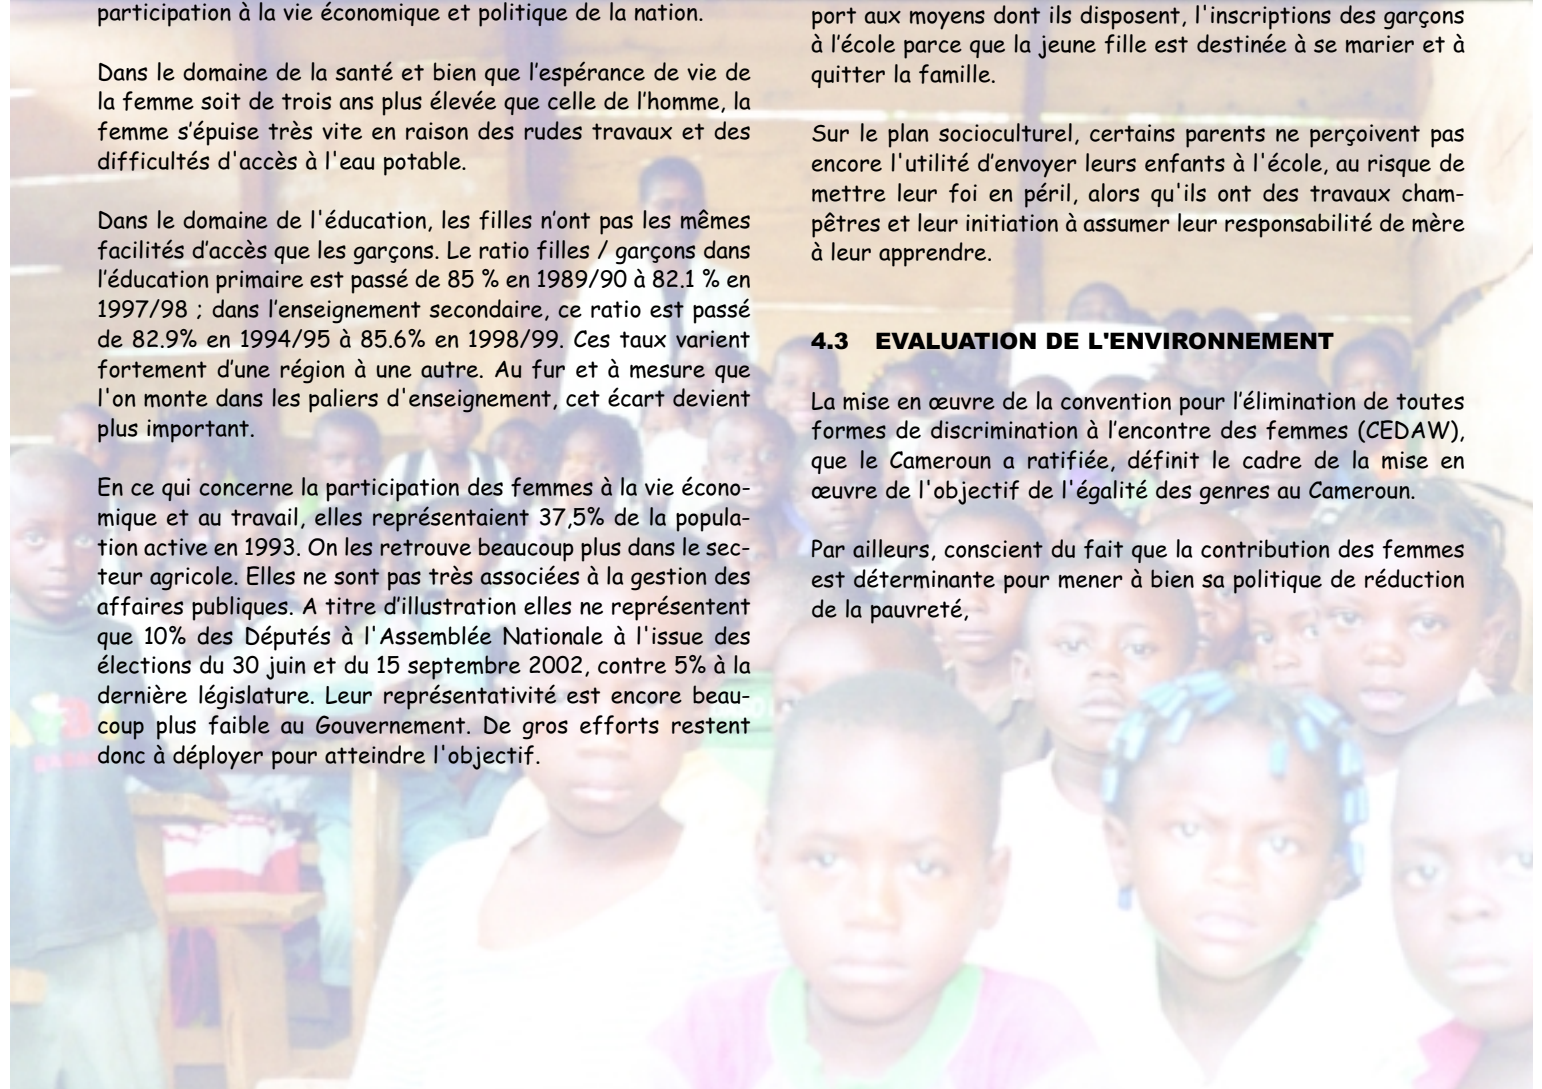 participation à la vie économique et politique de la nation.
Dans le domaine de la santé et bien que l’espérance de vie de
la femme soit de trois ans plus élevée que celle de l’homme, la
femme s’épuise très vite en raison des rudes travaux et des
difficultés d'accès à l'eau potable.
Dans le domaine de l'éducation, les filles n’ont pas les mêmes
facilités d’accès que les garçons. Le ratio filles / garçons dans
l’éducation primaire est passé de 85 % en 1989/90 à 82.1 % en
1997/98 ; dans l’enseignement secondaire, ce ratio est passé
de 82.9% en 1994/95 à 85.6% en 1998/99. Ces taux varient
fortement d’une région à une autre. Au fur et à mesure que
l'on monte dans les paliers d'enseignement, cet écart devient
plus important.
En ce qui concerne la participation des femmes à la vie écono-
mique et au travail, elles représentaient 37,5% de la popula-
tion active en 1993. On les retrouve beaucoup plus dans le sec-
teur agricole. Elles ne sont pas très associées à la gestion des
affaires publiques. A titre d’illustration elles ne représentent
que 10% des Députés à l'Assemblée Nationale à l'issue des
élections du 30 juin et du 15 septembre 2002, contre 5% à la
dernière législature. Leur représentativité est encore beau-
coup plus faible au Gouvernement. De gros efforts restent
donc à déployer pour atteindre l'objectif.
port aux moyens dont ils disposent, l'inscriptions des garçons
à l’école parce que la jeune fille est destinée à se marier et à
quitter la famille.
Sur le plan socioculturel, certains parents ne perçoivent pas
encore l'utilité d’envoyer leurs enfants à l'école, au risque de
mettre leur foi en péril, alors qu'ils ont des travaux cham-
pêtres et leur initiation à assumer leur responsabilité de mère
à leur apprendre.
4.3 EVALUATION DE L'ENVIRONNEMENT
La mise en œuvre de la convention pour l’élimination de toutes
formes de discrimination à l’encontre des femmes (CEDAW),
que le Cameroun a ratifiée, définit le cadre de la mise en
œuvre de l'objectif de l'égalité des genres au Cameroun.
Par ailleurs, conscient du fait que la contribution des femmes
est déterminante pour mener à bien sa politique de réduction
de la pauvreté,